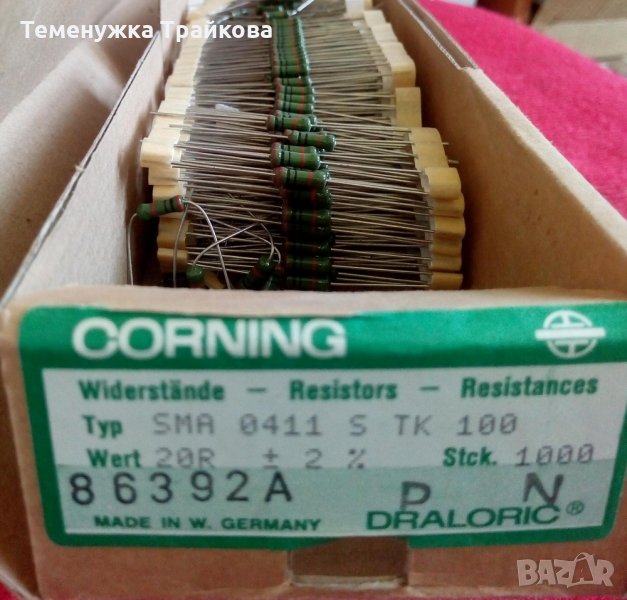 Теменужка Трайкова
CORNING
Widerstände — Resistors — Resistances
Typ SMA 0411 S TK 100
Wert 20R ± 2 % Stck. 1000
86392A D N
MADE IN W. GERMANY DRALORIC®
BAZAR